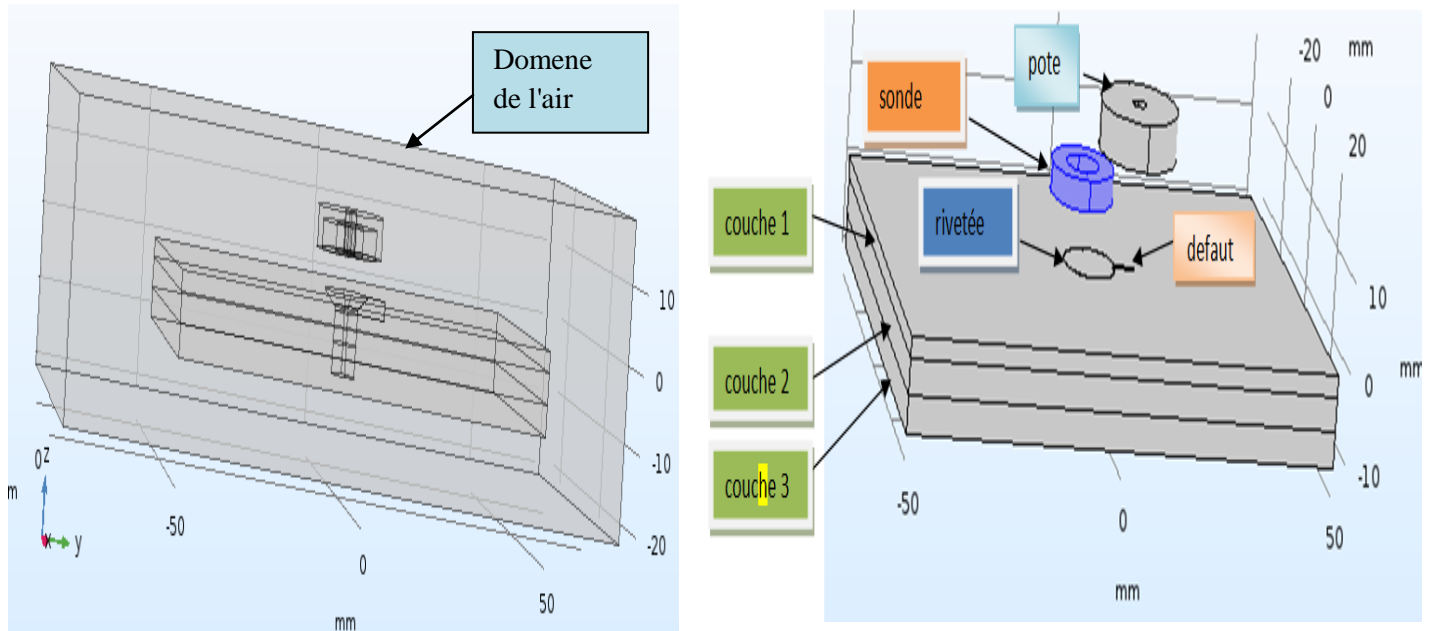 Domene
de l'air
10
0
-10
-20
z
0
m
x
y
-50
0
50
mm
-20
mm
0
20
pote
sonde
couche 1
rivetée
defaut
10
couche 2
0
mm
couche 3
-10
-50
0
50
mm